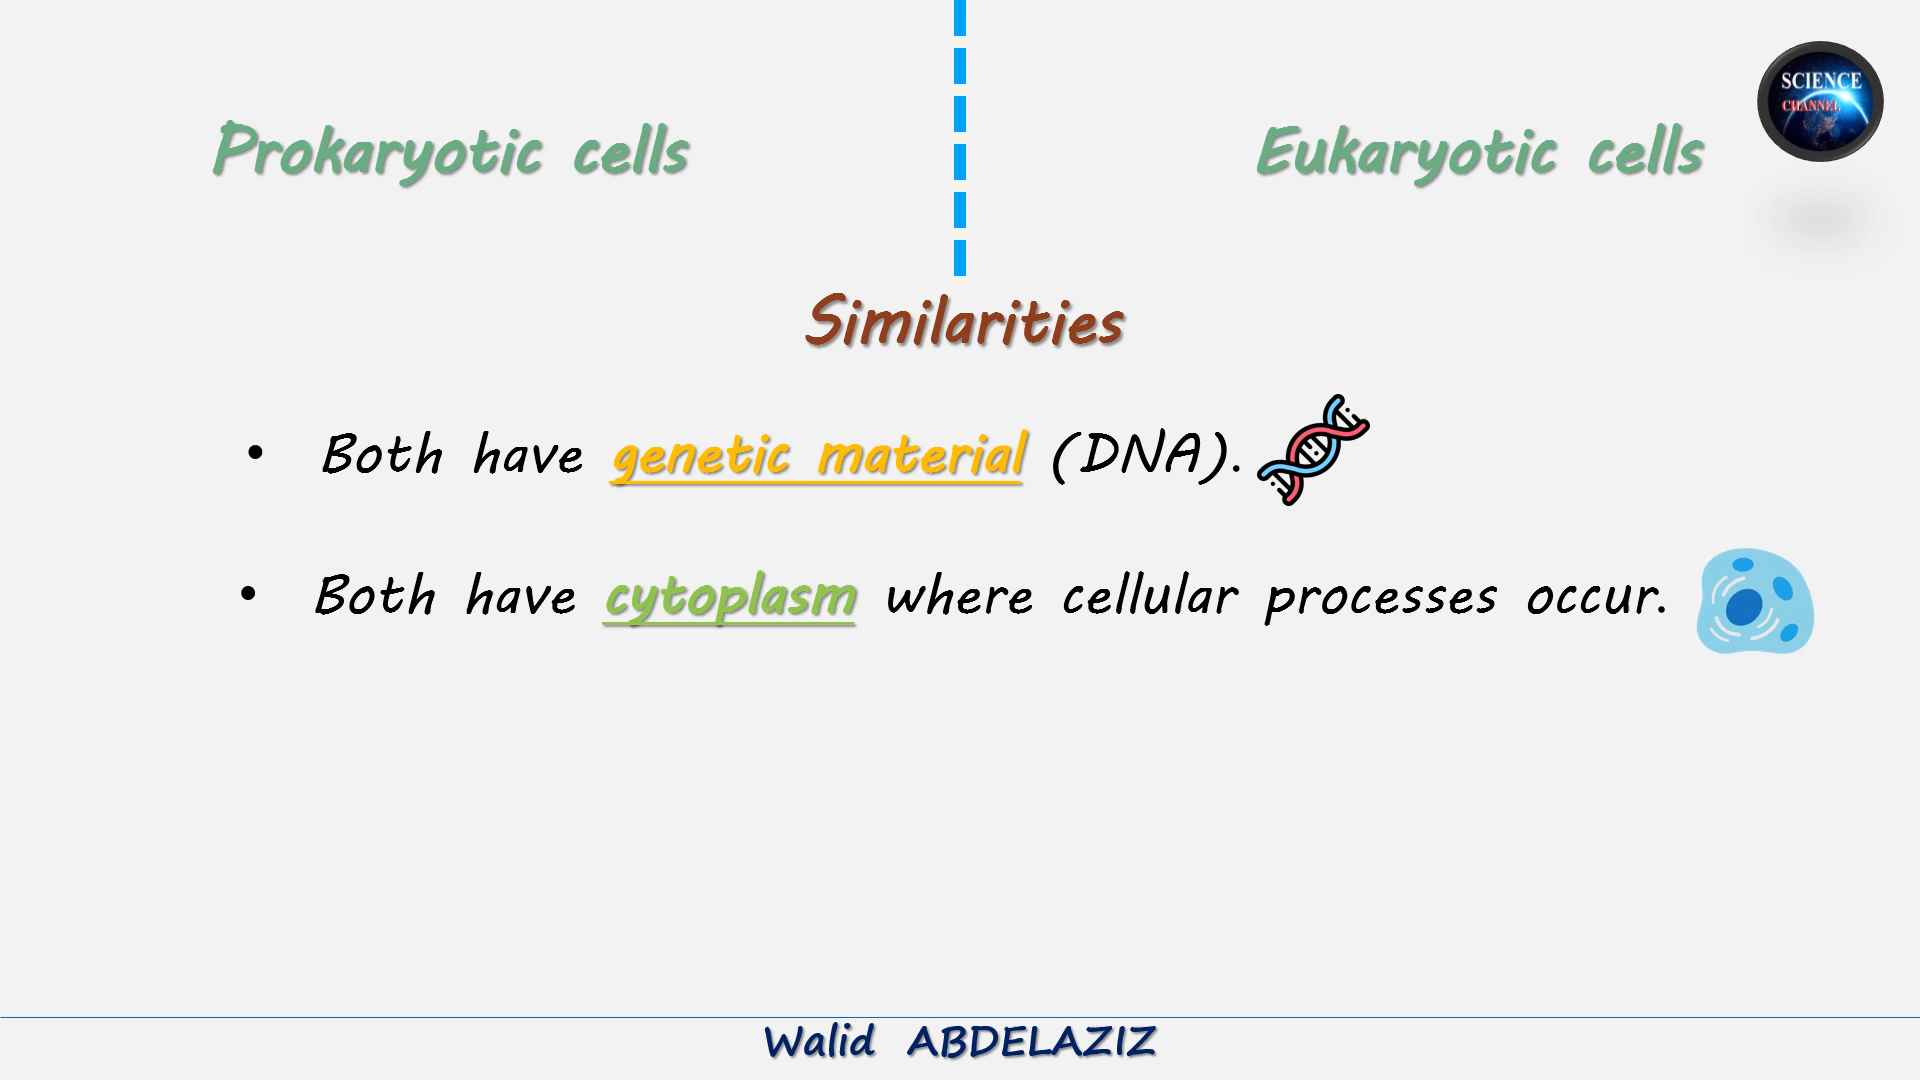 Prokaryotic cells
Eukaryotic cells
SCIENCE
CHANNEL
Similarities
• Both have genetic material (DNA).
• Both have cytoplasm where cellular processes occur.
Walid ABDELAZIZ